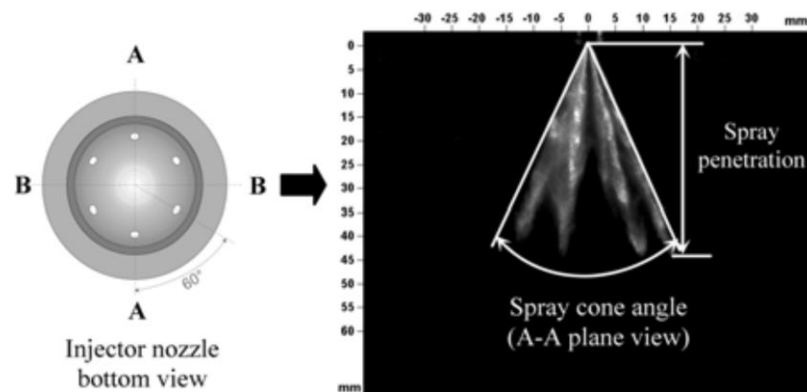 A
B
B
60°
A
Injector nozzle
bottom view
-30 -20 -15 -10 -5 0 5 10 15 20 30 mm
0
5
10
15
20
25
30
35
40
45
50
55
60
mm
Spray
penetration
Spray cone angle
(A-A plane view)